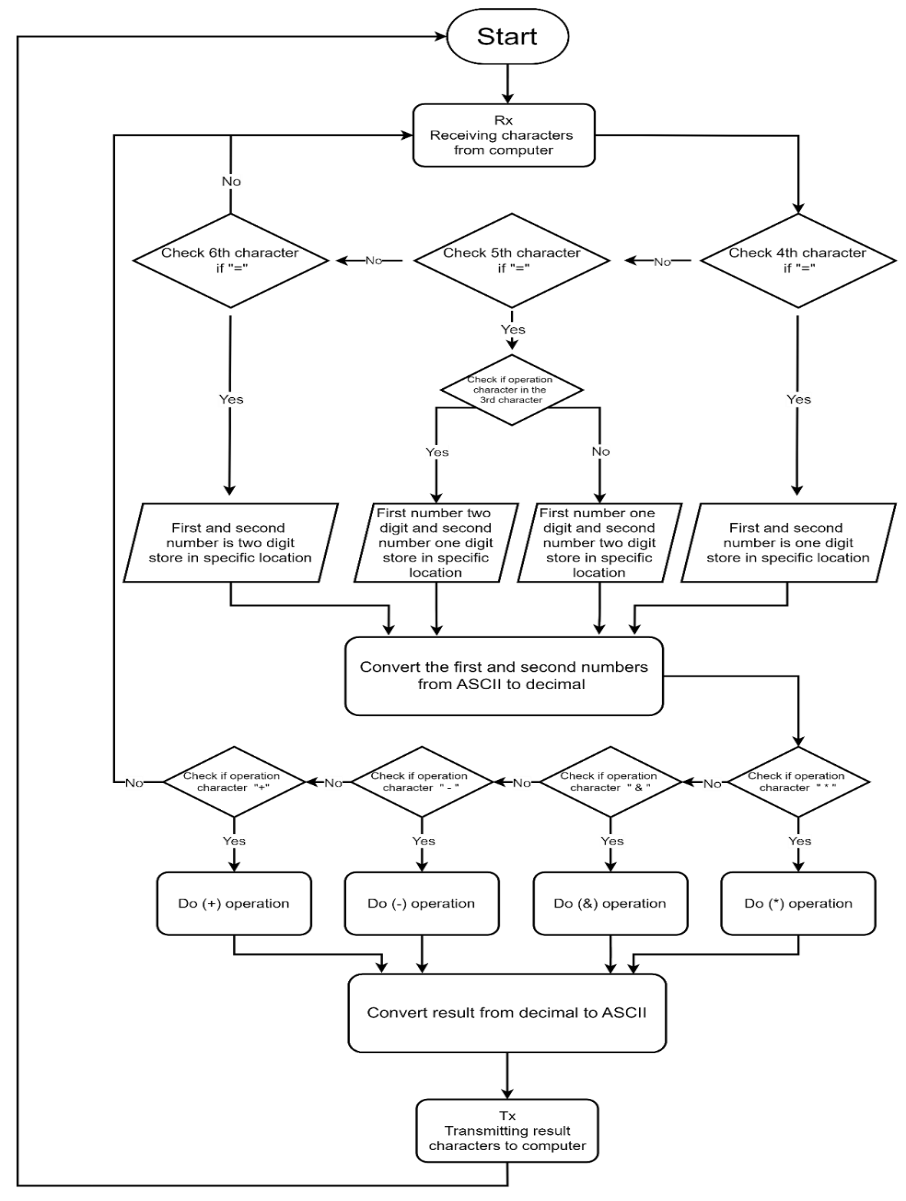 Start
Rx
Receiving characters
from computer
No
Check 6th character
if "="
No
Check 5th character
if "="
No
Check 4th character
if "="
Yes
Yes
Yes
Check if operation
character in the
3rd character
Yes
No
First and second
number is two digit
store in specific location
First number two
digit and second
number one digit
store in specific
location
First number one
digit and second
number two digit
store in specific
location
First and second
number is one digit
store in specific location
Convert the first and second numbers
from ASCII to decimal
No
Check if operation
character "+"
No
Check if operation
character " - "
No
Check if operation
character " & "
No
Check if operation
character " * "
Yes
Yes
Yes
Yes
Do (+) operation
Do (-) operation
Do (&) operation
Do (*) operation
Convert result from decimal to ASCII
Tx
Transmitting result
characters to computer